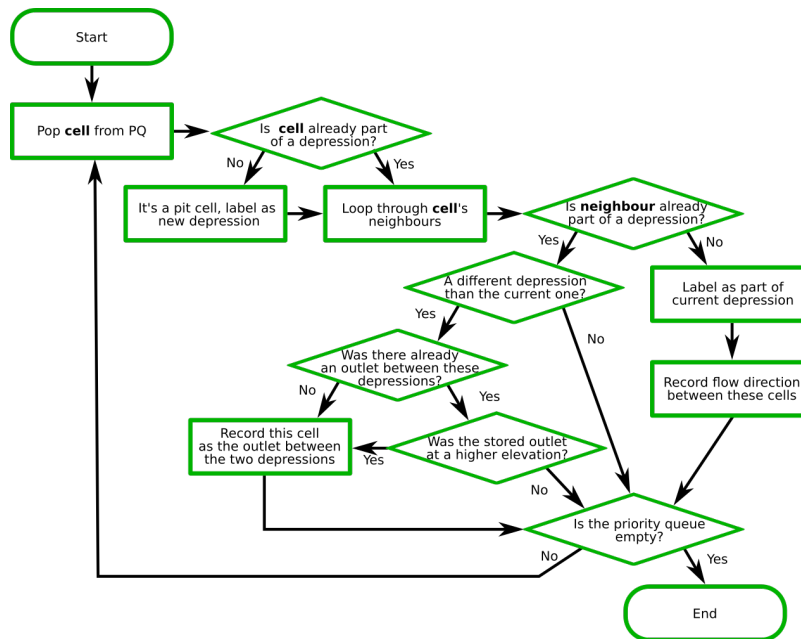 Start
Pop cell from PQ
Is cell already part
of a depression?
No
Yes
It's a pit cell, label as
new depression
Loop through cell's
neighbours
Is neighbour already
part of a depression?
Yes
No
A different depression
than the current one?
Label as part of
current depression
Yes
No
Was there already
an outlet between these
depressions?
Record flow direction
between these cells
No
Yes
Record this cell
as the outlet between
the two depressions
Yes
Was the stored outlet
at a higher elevation?
No
Is the priority queue
empty?
No
Yes
End